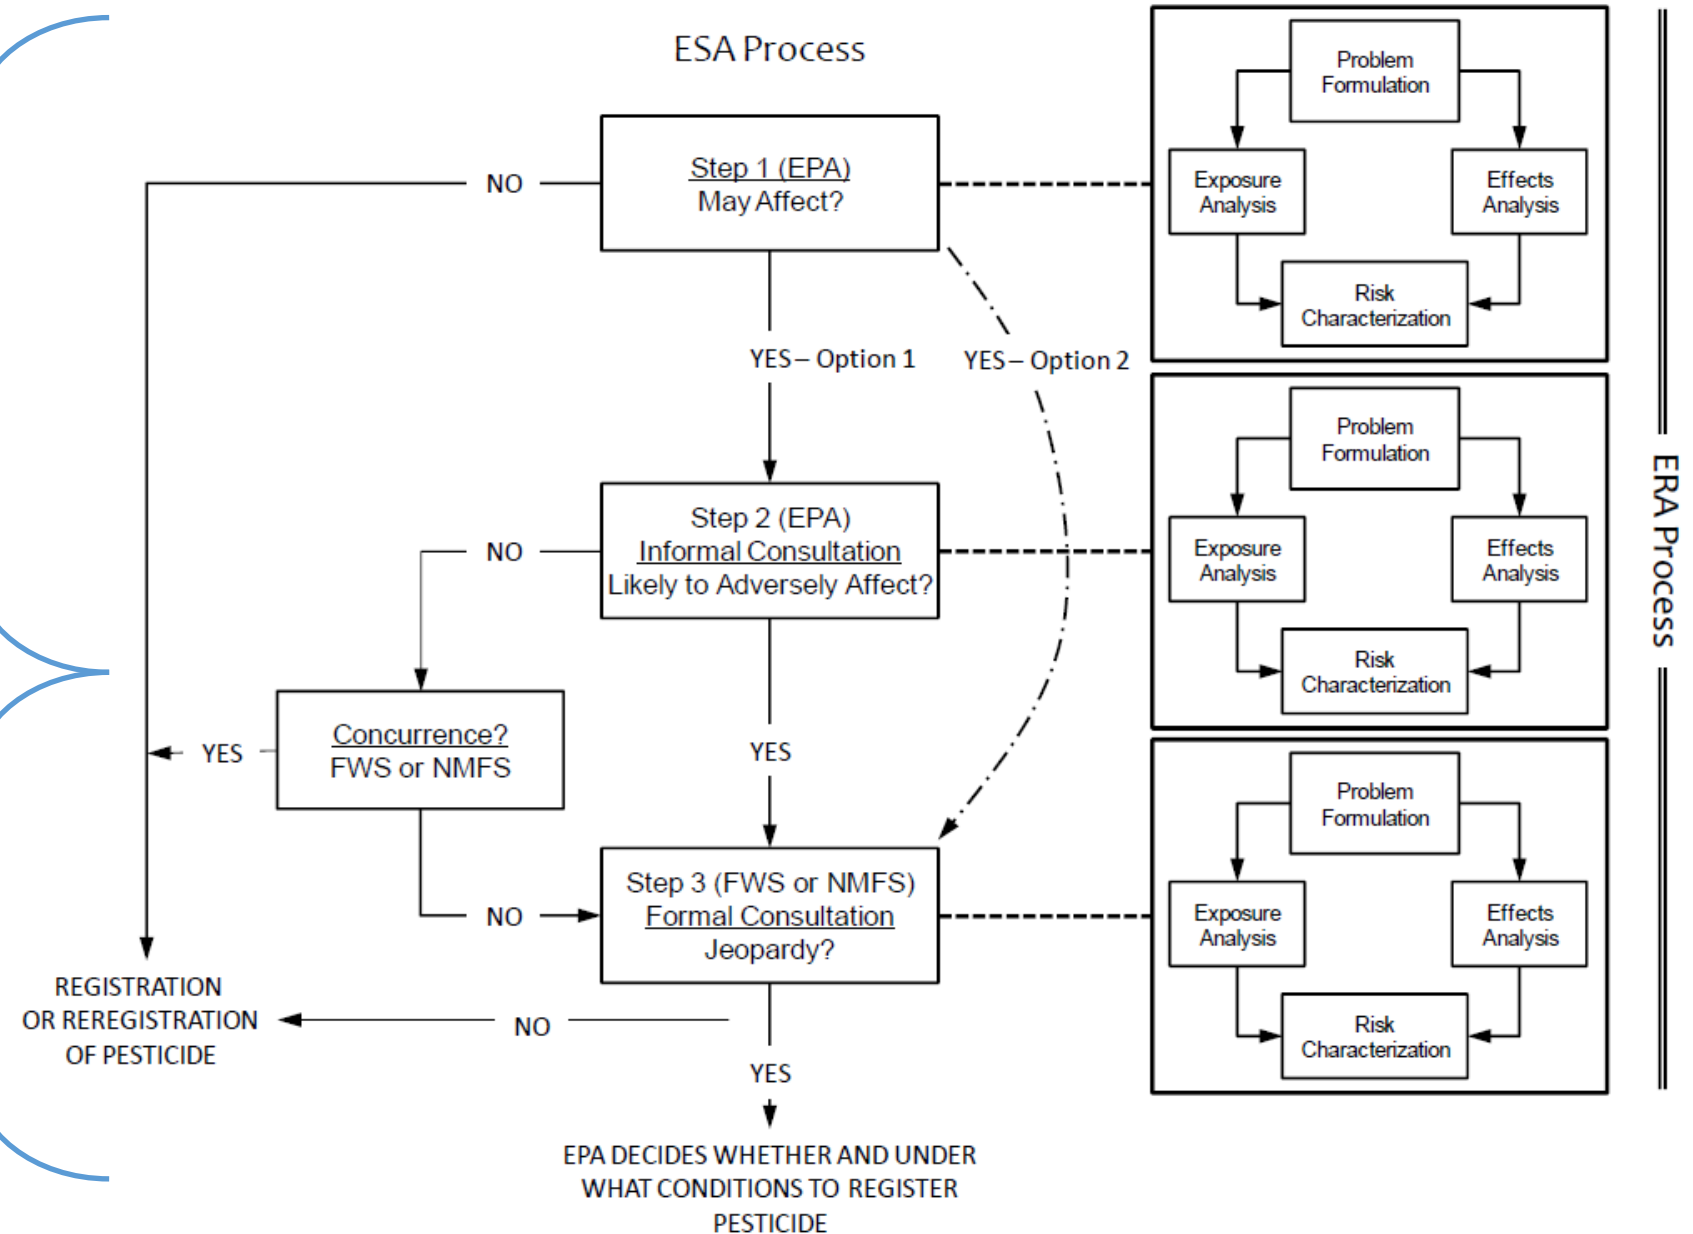 ESA Process
Step 1 (EPA)
May Affect?
NO
YES – Option 1
YES – Option 2
Step 2 (EPA)
Informal Consultation
Likely to Adversely Affect?
NO
Concurrence?
FWS or NMFS
YES
YES
NO
Step 3 (FWS or NMFS)
Formal Consultation
Jeopardy?
REGISTRATION
OR REREGISTRATION
OF PESTICIDE
NO
YES
EPA DECIDES WHETHER AND UNDER
WHAT CONDITIONS TO REGISTER
PESTICIDE
Problem
Formulation
Exposure
Analysis
Effects
Analysis
Risk
Characterization
Problem
Formulation
Exposure
Analysis
Effects
Analysis
Risk
Characterization
Problem
Formulation
Exposure
Analysis
Effects
Analysis
Risk
Characterization
ERA Process